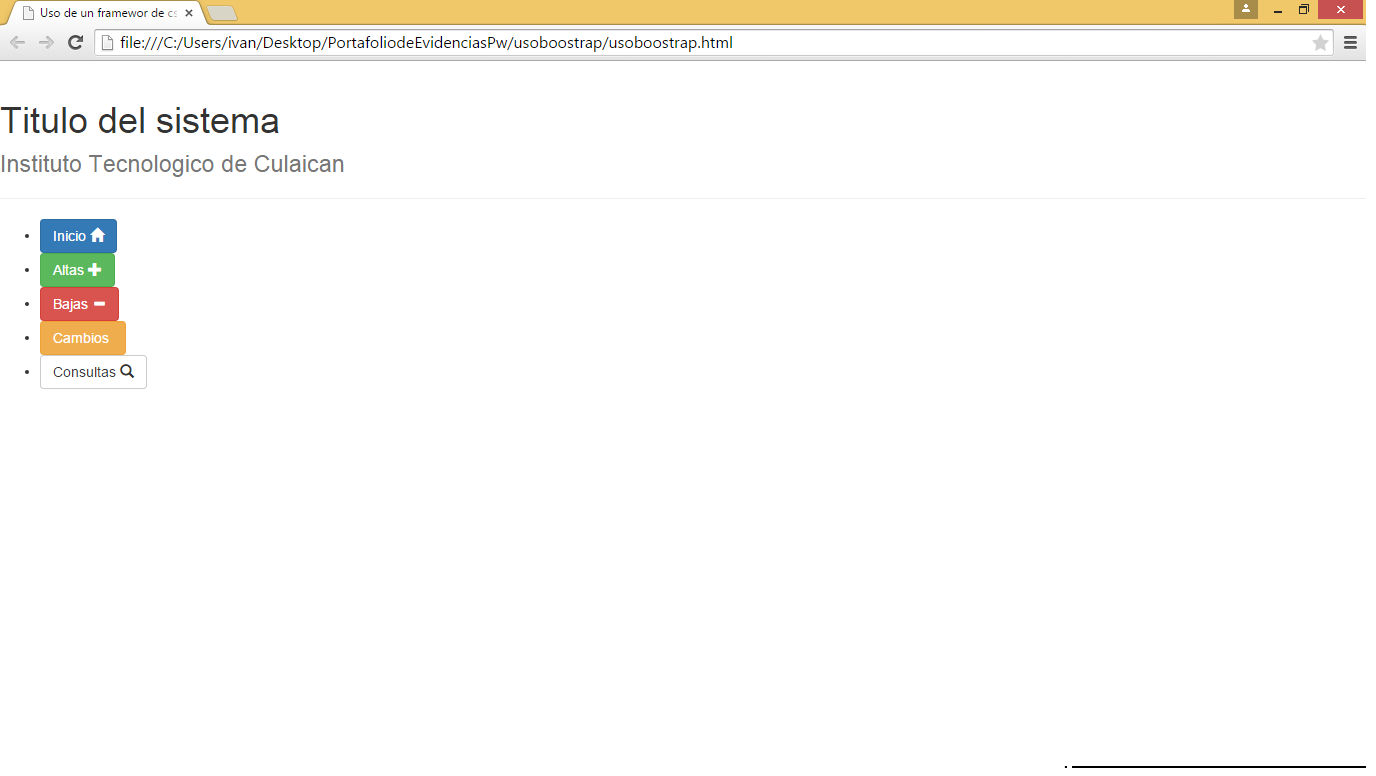 Uso de un framewor de cs
file:///C:/Users/ivan/Desktop/PortafoliodeEvidenciasPw/usoboostrap/usoboostrap.html
Titulo del sistema
Instituto Tecnologico de Culaican
Inicio
Altas
Bajas
Cambios
Consultas